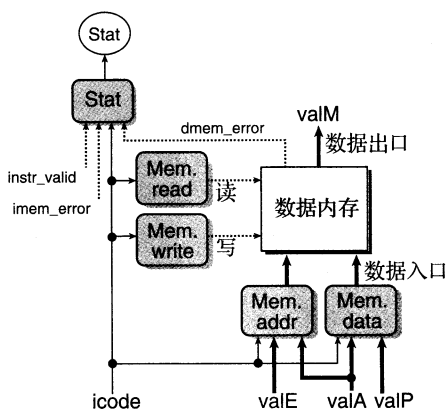 Stat
Stat
valM
dmem_error
数据出口
instr_valid
Mem.
read
读
imem_error
数据内存
Mem.
write
写
数据入口
Mem.
addr
Mem.
data
icode
valE
valA
valP